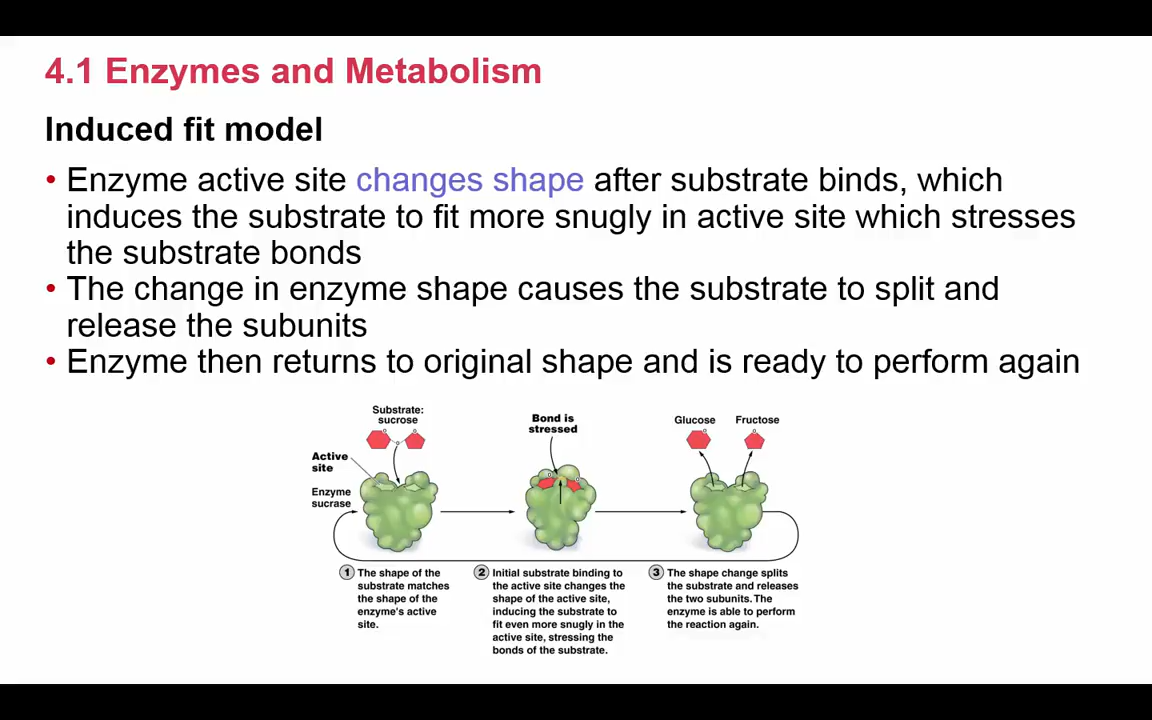 4.1 Enzymes and Metabolism
Induced fit model
• Enzyme active site changes shape after substrate binds, which
induces the substrate to fit more snugly in active site which stresses
the substrate bonds
• The change in enzyme shape causes the substrate to split and
release the subunits
• Enzyme then returns to original shape and is ready to perform again
Substrate:
sucrose
Active
site
Enzyme
sucrase
Bond is
stressed
Glucose
Fructose
1 The shape of the
substrate matches
the shape of the
enzyme's active
site.
2 Initial substrate binding to
the active site changes the
shape of the active site,
inducing the substrate to
fit even more snugly in the
active site, stressing the
bonds of the substrate.
3 The shape change splits
the substrate and releases
the two subunits. The
enzyme is able to perform
the reaction again.